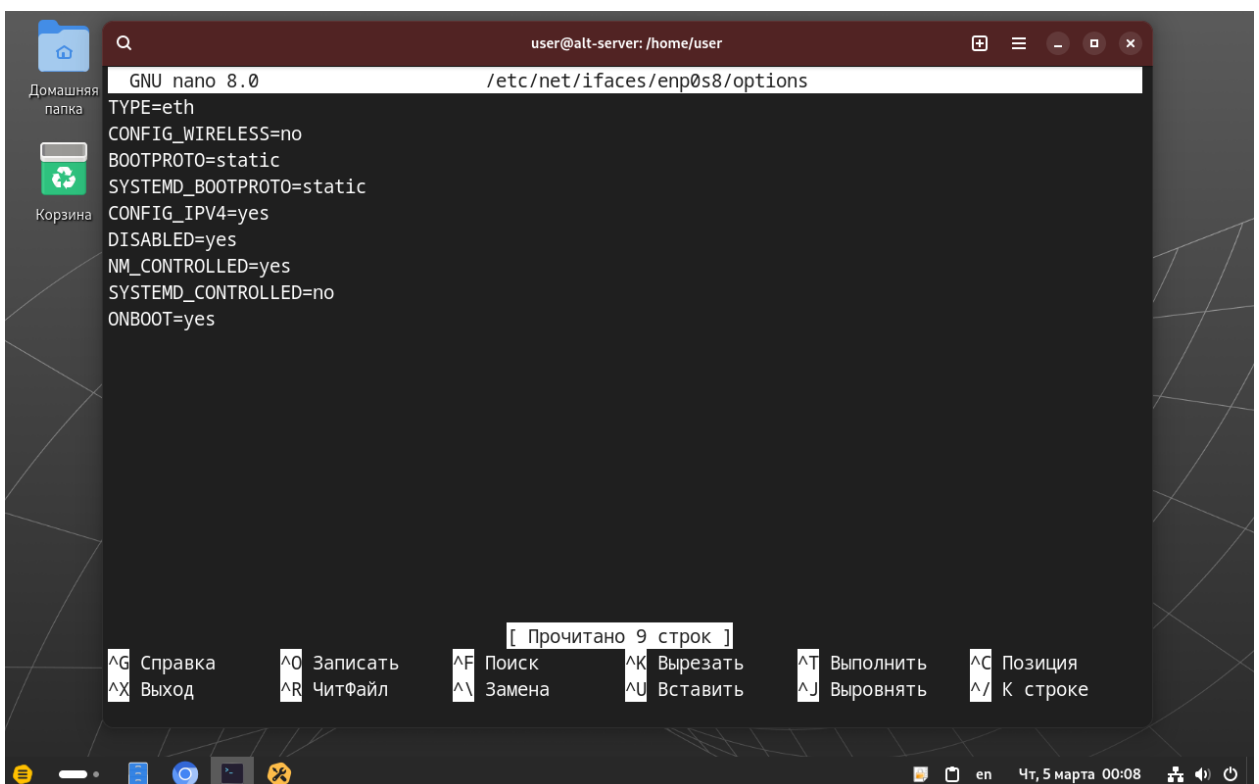 Домашняя
папка
Корзина
user@alt-server: /home/user
GNU nano 8.0 /etc/net/ifaces/enp0s8/options
TYPE=eth
CONFIG_WIRELESS=no
BOOTPROTO=static
SYSTEMD_BOOTPROTO=static
CONFIG_IPV4=yes
DISABLED=yes
NM_CONTROLLED=yes
SYSTEMD_CONTROLLED=no
ONBOOT=yes
[ Прочитано 9 строк ]
^G Справка ^O Записать ^F Поиск ^K Вырезать ^T Выполнить ^C Позиция
^X Выход ^R ЧитФайл ^\ Замена ^U Вставить ^J Выровнять ^/ К строке
en Чт, 5 марта 00:08